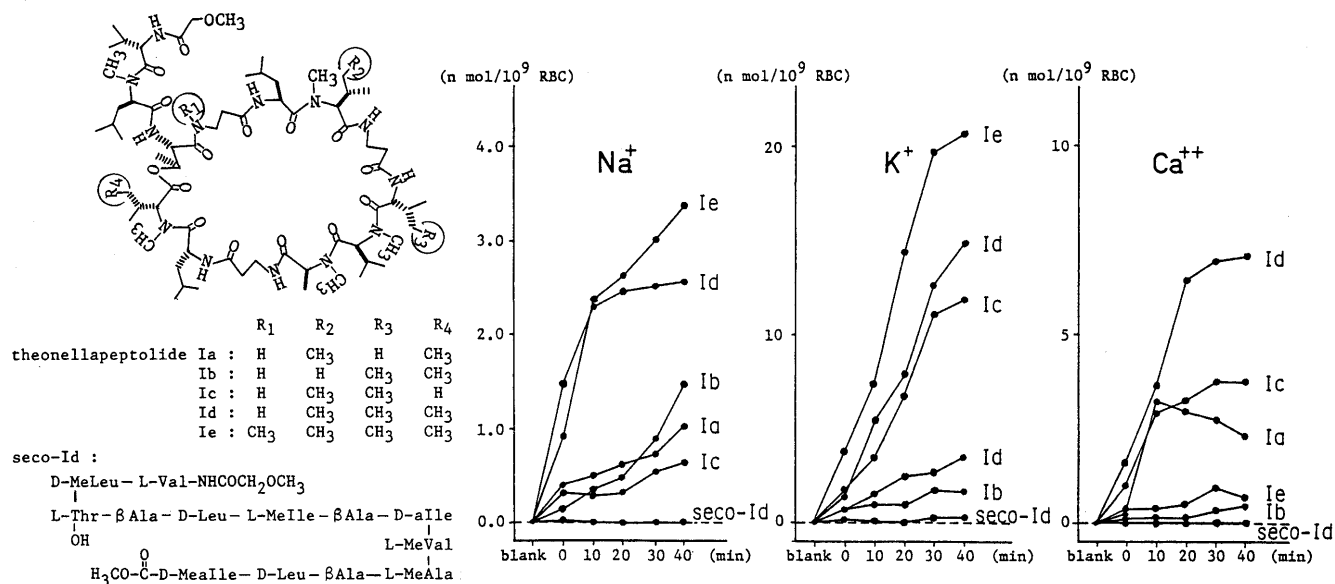 OCH3
H
N
O
CH3
N
O
O
N
H
R1
N
O
O
O
H
N
O
CH3
N
R2
O
H
N
O
H
N
O
R3
N
CH3
O
N
CH3
O
N
H
O
N
H
O
N
CH3
O
R4
theonellapeptolide
R1 R2 R3 R4
Ia : H CH3 H CH3
Ib : H H CH3 CH3
Ic : H CH3 CH3 H
Id : H CH3 CH3 CH3
Ie : CH3 CH3 CH3 CH3
seco-Id :
D-MeLeu - L-Val-NHCOCH2OCH3
L-Thr - βAla - D-Leu - L-MeIle - βAla - D-aIle
OH
L-MeVal
O
H3CO-C-D-MeaIle - D-Leu - βAla - L-MeAla
(n mol/10^9 RBC)
Na+
4.0
3.0
2.0
1.0
0.0
Ie
Id
Ib
Ia
Ic
seco-Id
blank 0 10 20 30 40 (min)
(n mol/10^9 RBC)
K+
20
10
0
Ie
Id
Ic
Id
Ib
seco-Id
blank 0 10 20 30 40 (min)
(n mol/10^9 RBC)
Ca++
10
5
0
Id
Ic
Ia
Ie
Ib
seco-Id
blank 0 10 20 30 40 (min)